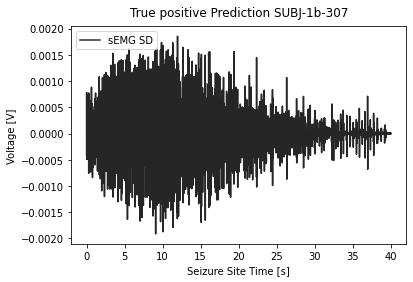 True positive Prediction SUBJ-1b-307
sEMG SD
Voltage [V]
0.0020
0.0015
0.0010
0.0005
0.0000
−0.0005
−0.0010
−0.0015
−0.0020
0 5 10 15 20 25 30 35 40
Seizure Site Time [s]